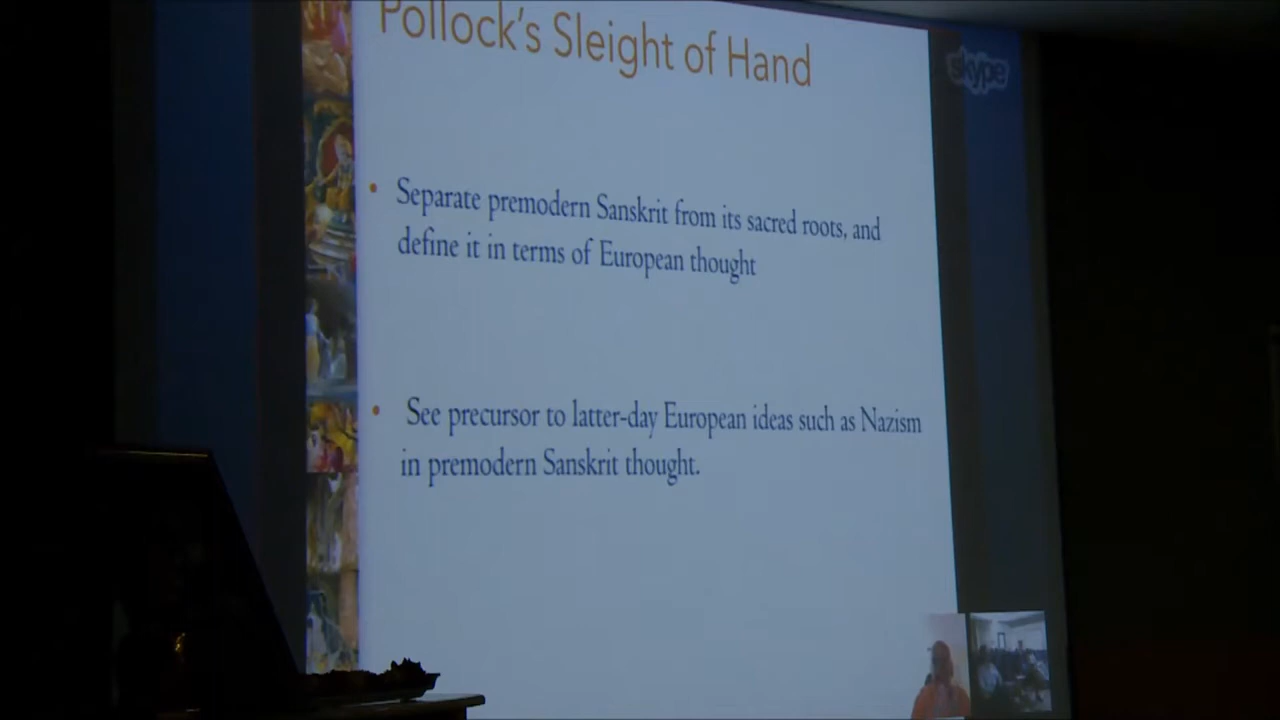 Pollock's Sleight of Hand
skype
• Separate premodern Sanskrit from its sacred roots, and
define it in terms of European thought
• See precursor to latter-day European ideas such as Nazism
in premodern Sanskrit thought.